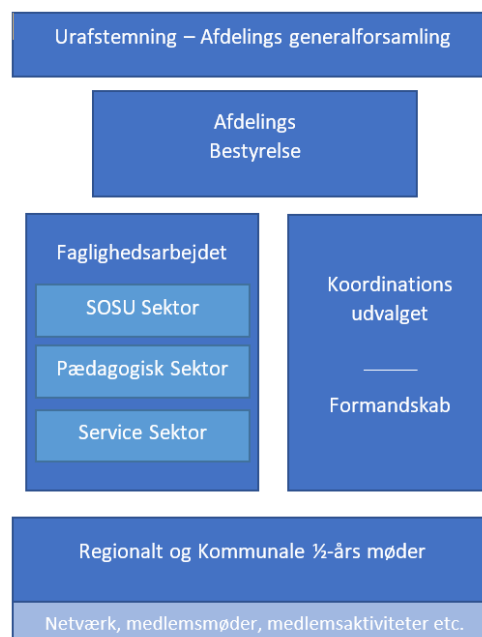 Urafstemning – Afdelings generalforsamling
Afdelings
Bestyrelse
Faglighedsarbejdet
SOSU Sektor
Pædagogisk Sektor
Service Sektor
Koordinations
udvalget
Formandskab
Regionalt og Kommunale ½-års møder
Netværk, medlemsmøder, medlemsaktiviteter etc.